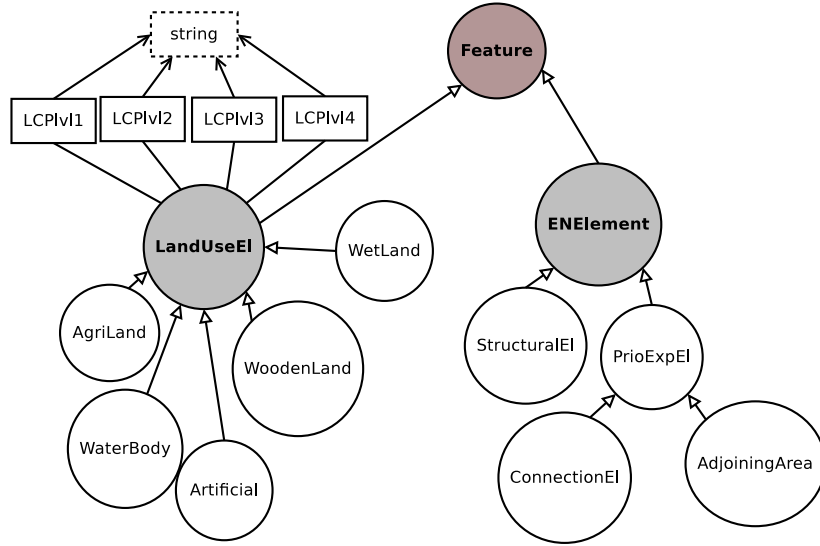 string
Feature
LCPlvl1
LCPlvl2
LCPlvl3
LCPlvl4
LandUseEl
WetLand
ENElement
AgriLand
WoodenLand
StructuralEl
PrioExpEl
WaterBody
Artificial
ConnectionEl
AdjoiningArea